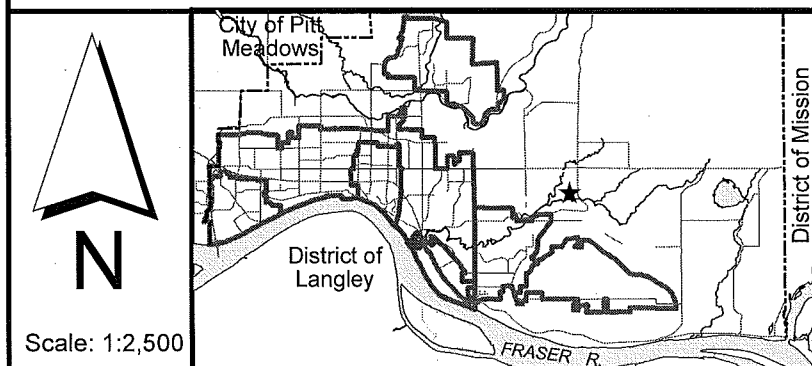 City of Pitt
Meadows
District of Mission
District of
Langley
N
Scale: 1:2,500
FRASER R.